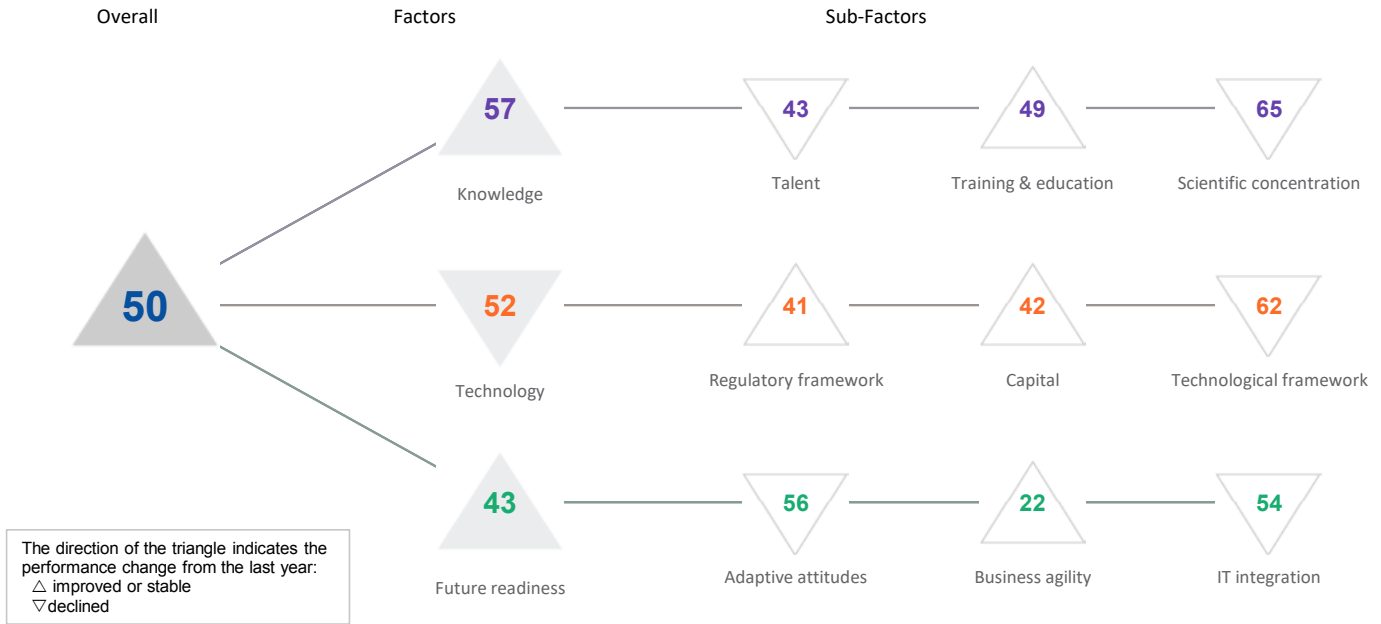 Overall Factors Sub-Factors
57 43 49 65
Knowledge Talent Training & education Scientific concentration
50 52 41 42 62
Technology Regulatory framework Capital Technological framework
43 56 22 54
Future readiness Adaptive attitudes Business agility IT integration
The direction of the triangle indicates the
performance change from the last year:
△ improved or stable
▽declined